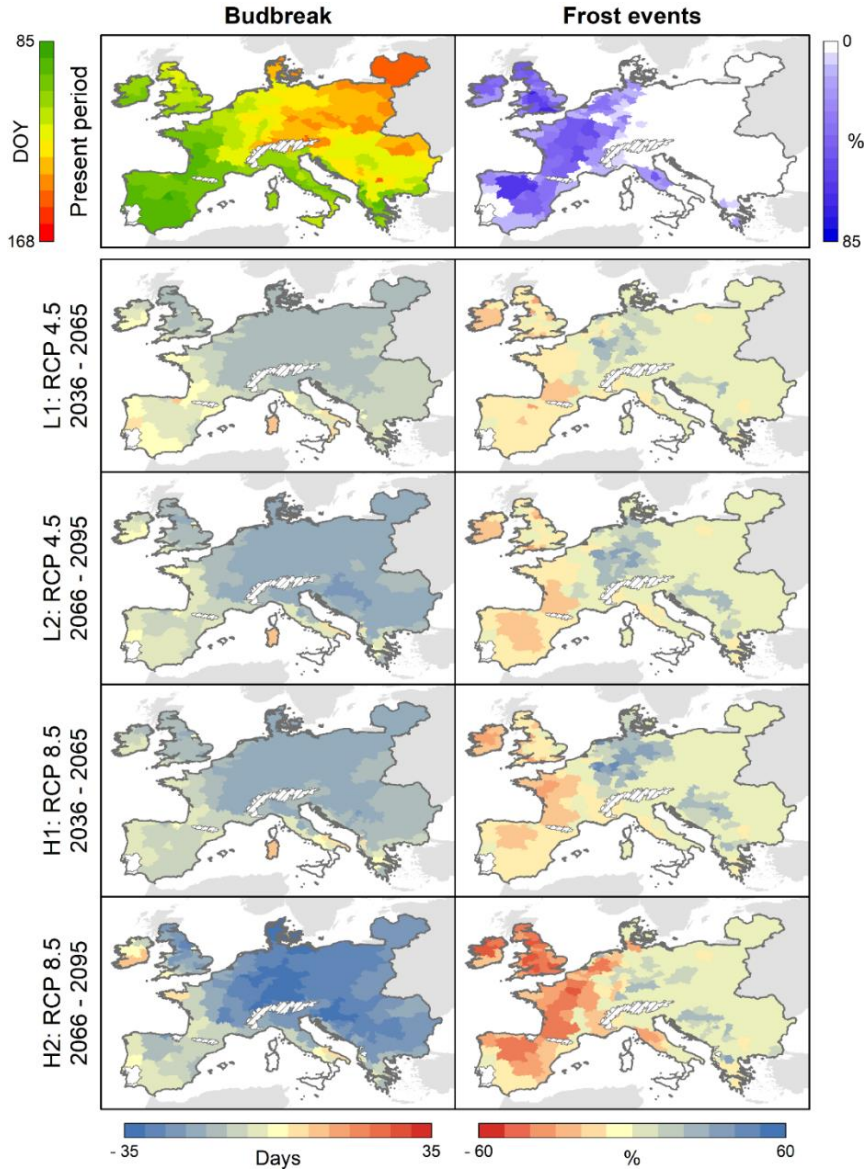 Budbreak
Frost events
85
DOY
168
Present period
0
%
85
L1: RCP 4.5
2036 - 2065
L2: RCP 4.5
2066 - 2095
H1: RCP 8.5
2036 - 2065
H2: RCP 8.5
2066 - 2095
- 35
Days
35
- 60
%
60